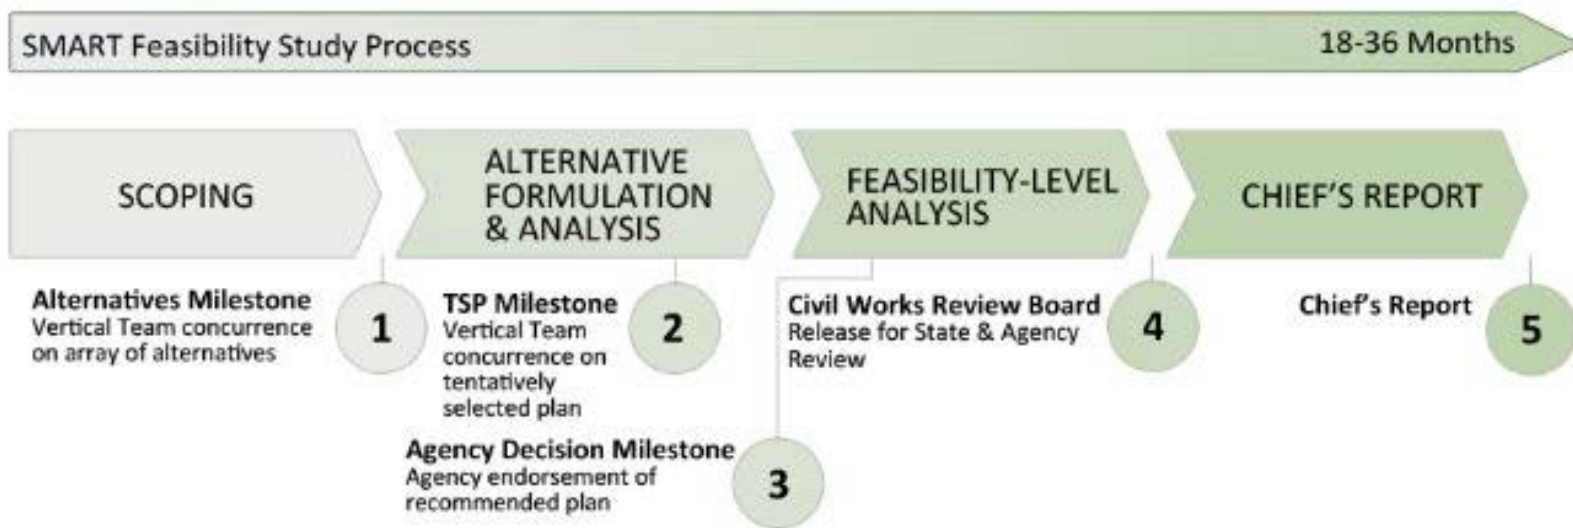 SMART Feasibility Study Process
18-36 Months
SCOPING
ALTERNATIVE
FORMULATION
& ANALYSIS
FEASIBILITY-LEVEL
ANALYSIS
CHIEF'S REPORT
Alternatives Milestone
Vertical Team concurrence
on array of alternatives
1
TSP Milestone
Vertical Team
concurrence on
tentatively
selected plan
2
Agency Decision Milestone
Agency endorsement of
recommended plan
3
Civil Works Review Board
Release for State & Agency
Review
4
Chief's Report
5